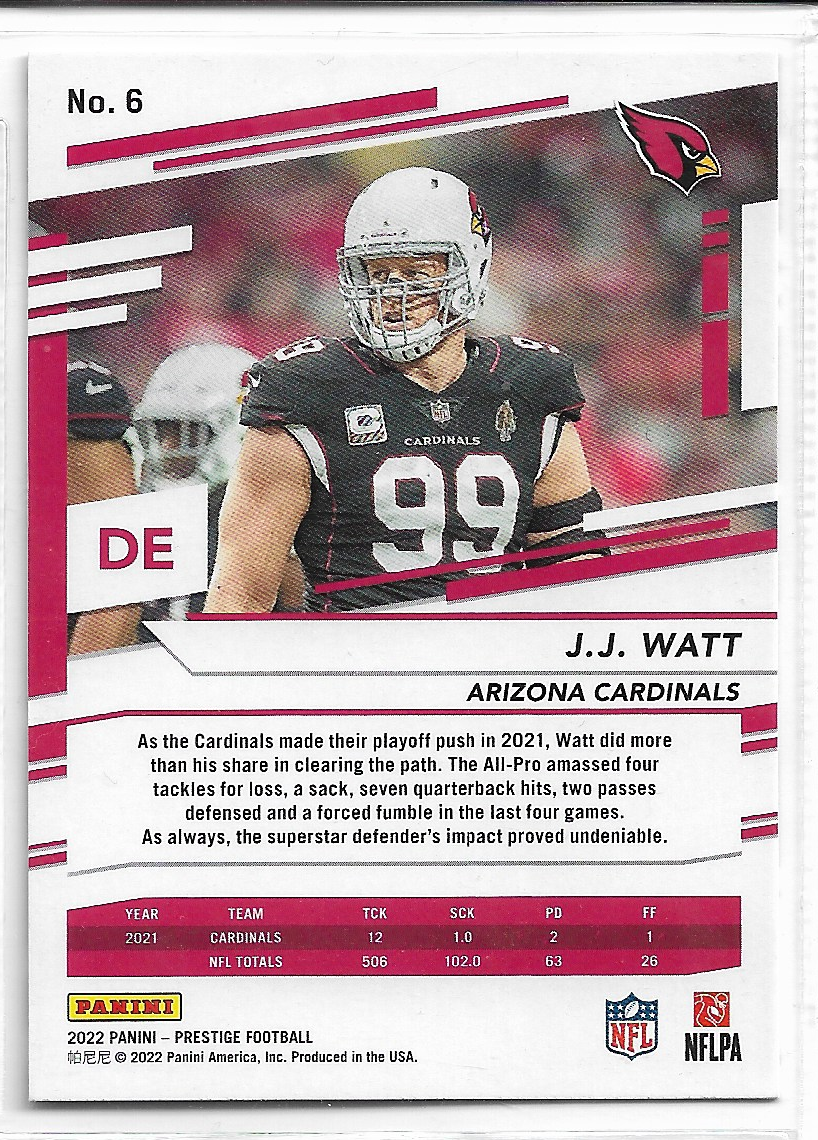 No. 6
99
CARDINALS
99
DE
J.J. WATT
ARIZONA CARDINALS
As the Cardinals made their playoff push in 2021, Watt did more
than his share in clearing the path. The All-Pro amassed four
tackles for loss, a sack, seven quarterback hits, two passes
defensed and a forced fumble in the last four games.
As always, the superstar defender's impact proved undeniable.
YEAR TEAM TCK SCK PD FF
2021 CARDINALS 12 1.0 2 1
NFL TOTALS 506 102.0 63 26
PANINI
2022 PANINI – PRESTIGE FOOTBALL
帕尼尼 © 2022 Panini America, Inc. Produced in the USA.
NFL
NFLPA